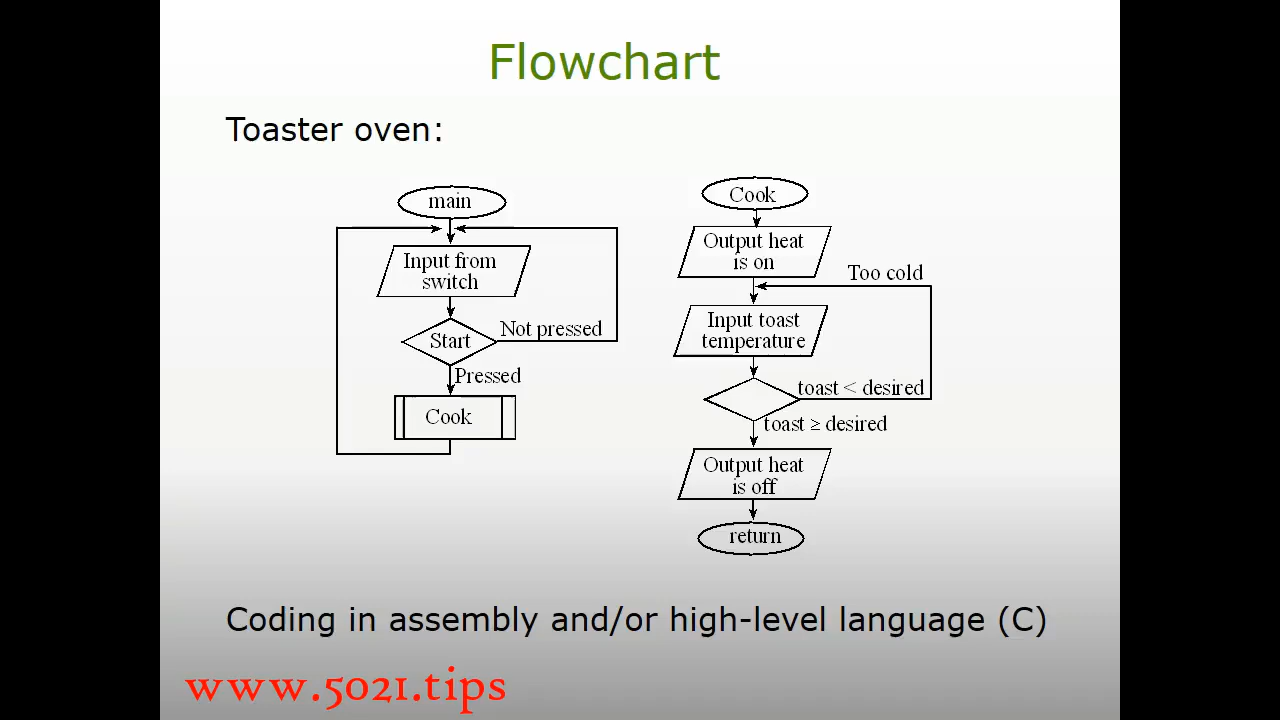 Flowchart
Toaster oven:
main
Input from
switch
Start
Not pressed
Pressed
Cook
Cook
Output heat
is on
Too cold
Input toast
temperature
toast < desired
toast ≥ desired
Output heat
is off
return
Coding in assembly and/or high-level language (C)
www.5021.tips